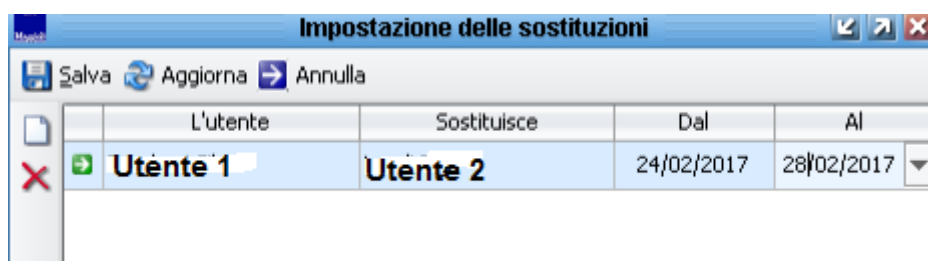 Impostazione delle sostituzioni
Salva Aggiorna Annulla
L'utente Sostituisce Dal Al
Utente 1 Utente 2 24/02/2017 28/02/2017